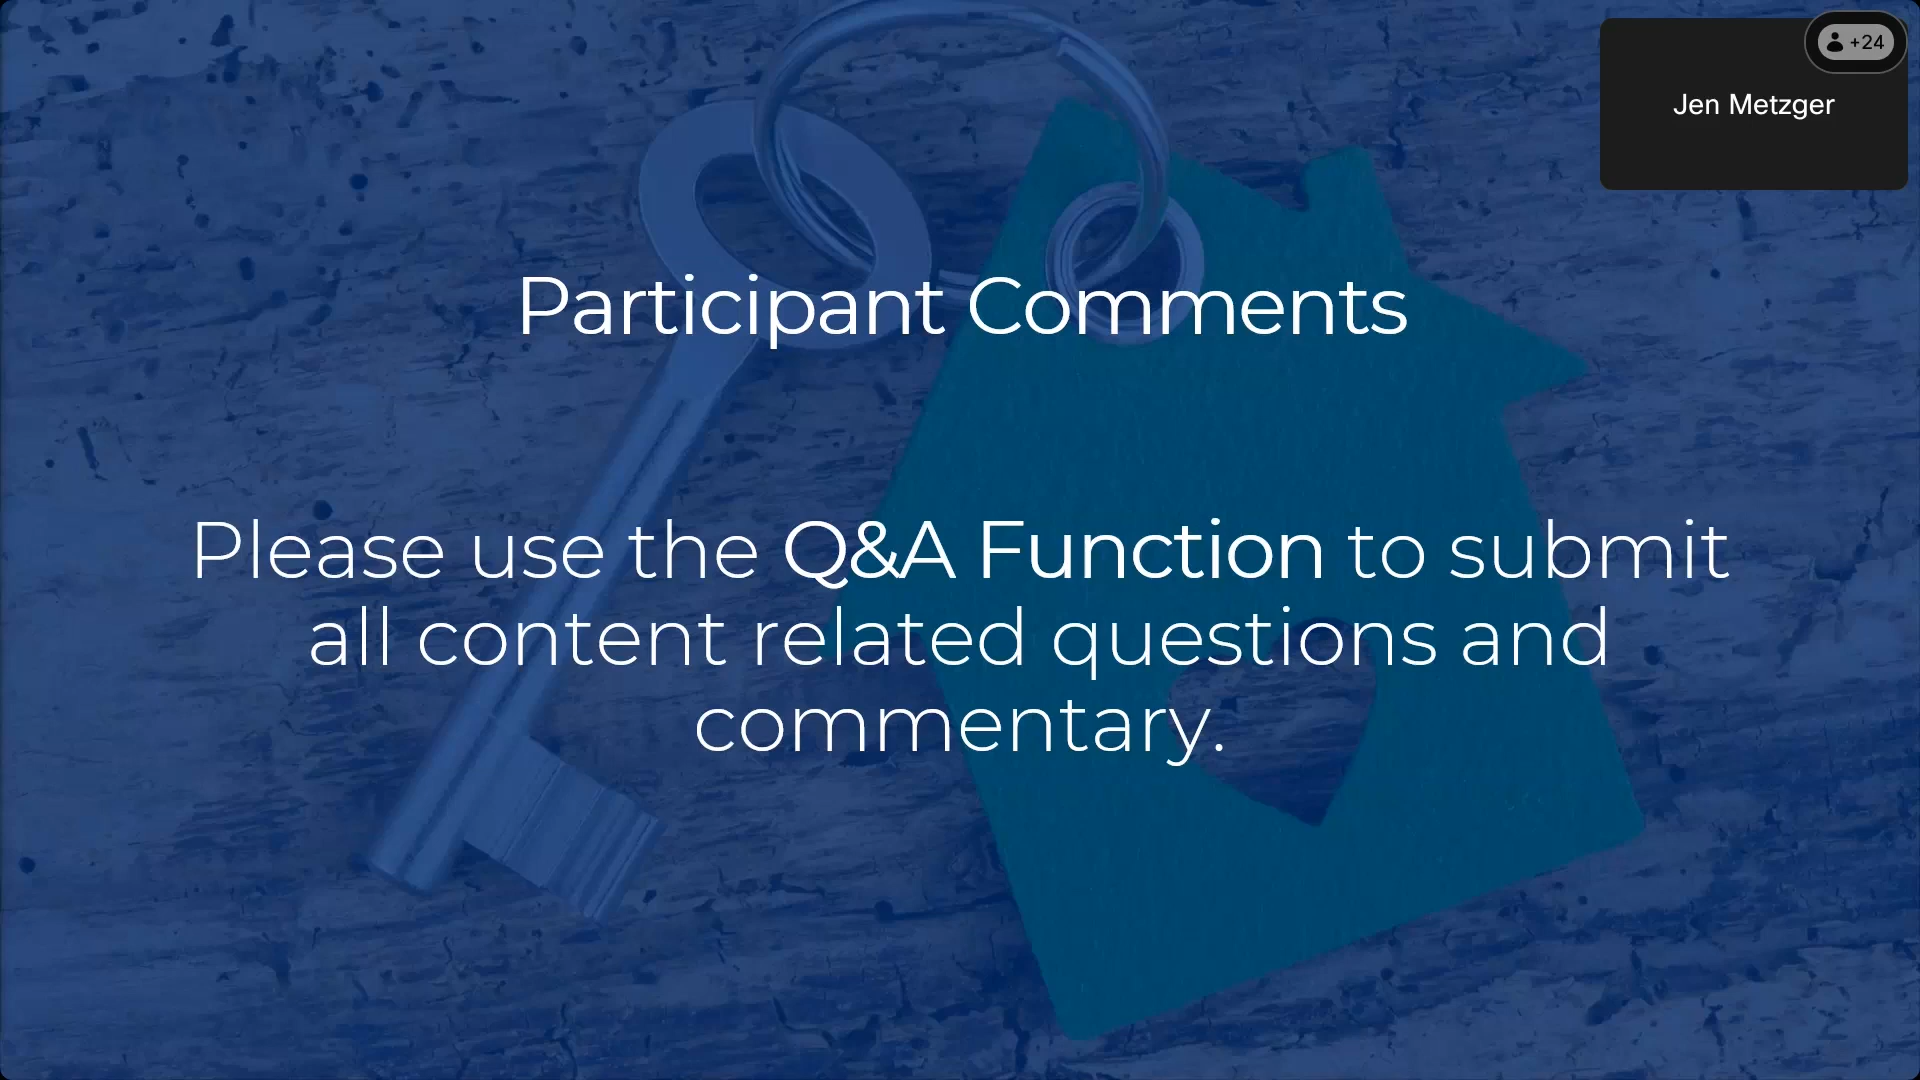 +24
Jen Metzger
Participant Comments
Please use the Q&A Function to submit
all content related questions and
commentary.